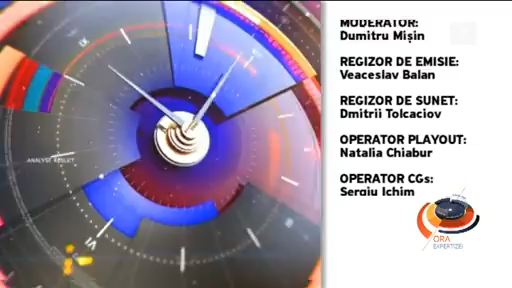 MODERATOR:
Dumitru Mișin
REGIZOR DE EMISIE:
Veaceslav Balan
REGIZOR DE SUNET:
Dmitrii Tolcaciov
OPERATOR PLAYOUT:
Natalia Chiabur
OPERATOR CGs:
Sergiu Ichim
ORA
EXPERTIZEI